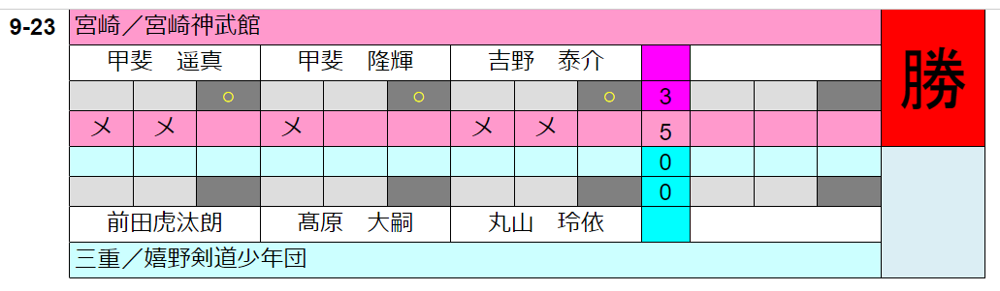 9-23 宮崎／宮崎神武館
甲斐　遥真 甲斐　隆輝 吉野　泰介 勝
○ ○ ○ 3
メ メ メ メ メ 5
0
0
前田虎汰朗 髙原　大嗣 丸山　玲依
三重／嬉野剣道少年団